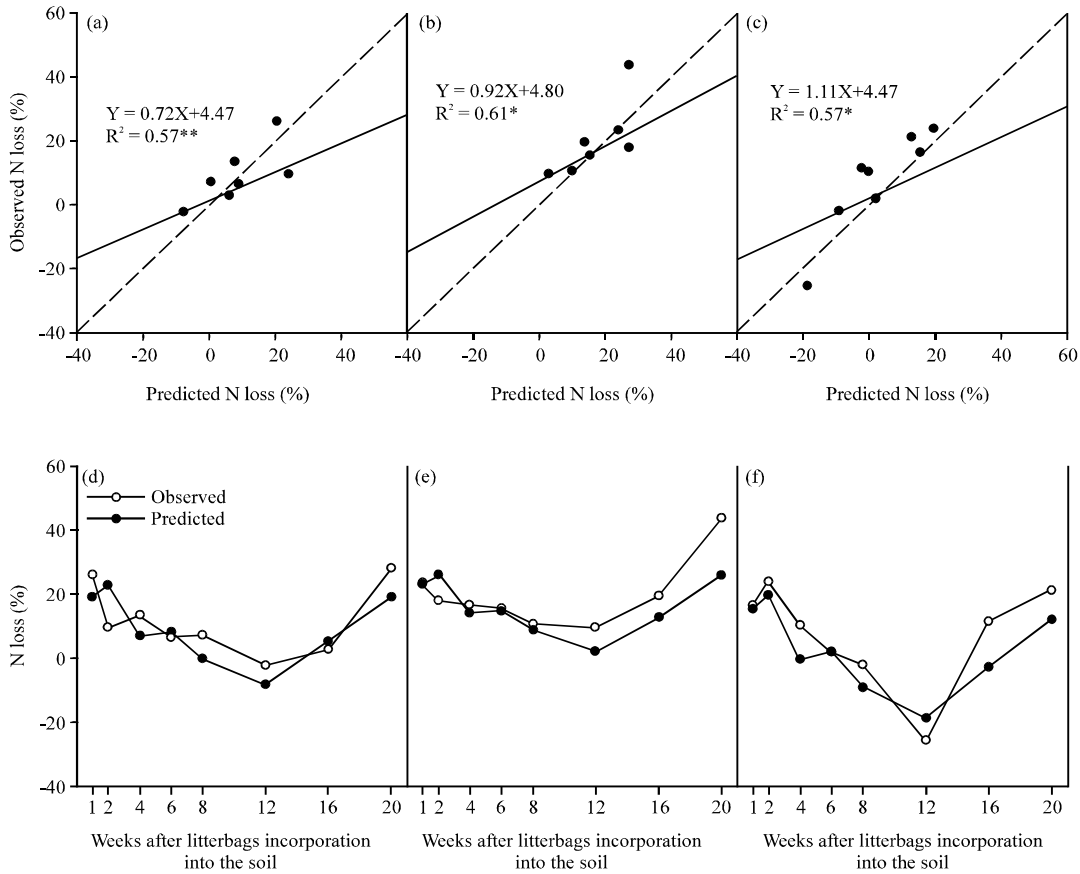 (a)
(b)
(c)
60
40
20
0
-20
-40
Observed N loss (%)
Y = 0.72X+4.47
R² = 0.57**
Y = 0.92X+4.80
R² = 0.61*
Y = 1.11X+4.47
R² = 0.57*
-40 -20 0 20 40 -40 -20 0 20 40 -40 -20 0 20 40 60
Predicted N loss (%)
Predicted N loss (%)
Predicted N loss (%)
(d)
(e)
(f)
Observed
Predicted
60
40
20
0
-20
-40
N loss (%)
1 2 4 6 8 12 16 20 1 2 4 6 8 12 16 20 1 2 4 6 8 12 16 20
Weeks after litterbags incorporation
into the soil
Weeks after litterbags incorporation
into the soil
Weeks after litterbags incorporation
into the soil